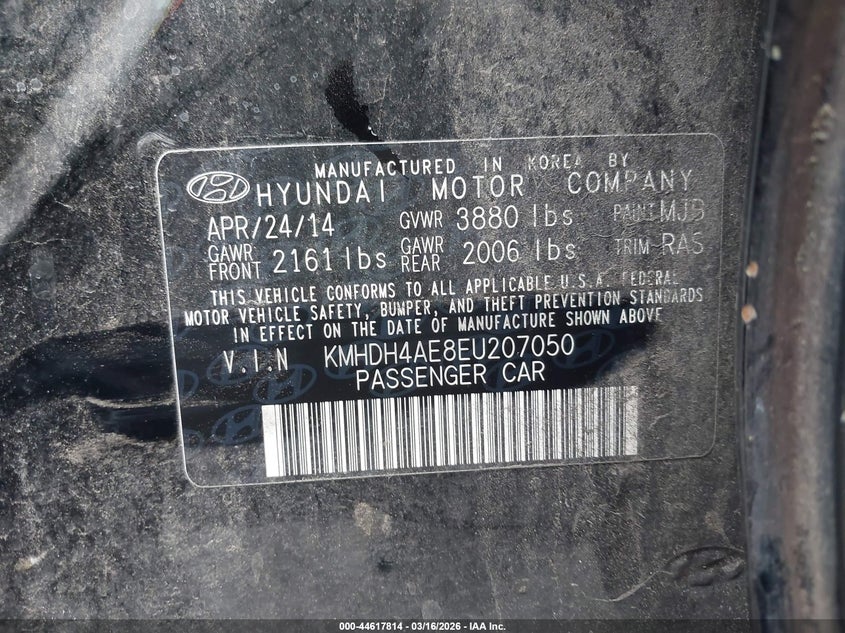 MANUFACTURED IN KOREA BY
HYUNDAI MOTOR COMPANY
APR/24/14 GVWR 3880 lbs PAINT MJB
GAWR FRONT 2161 lbs GAWR REAR 2006 lbs TRIM RAS
THIS VEHICLE CONFORMS TO ALL APPLICABLE U.S.A. FEDERAL
MOTOR VEHICLE SAFETY, BUMPER, AND THEFT PREVENTION STANDARDS
IN EFFECT ON THE DATE OF MANUFACTURE SHOWN ABOVE
V.I.N KMHDH4AE8EU207050
PASSENGER CAR
000-44617814 - 03/16/2026 - IAA Inc.